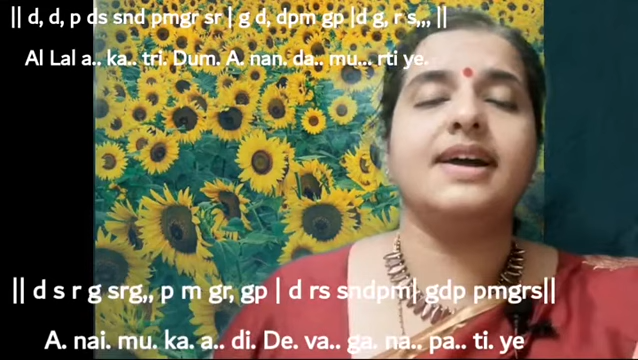 || d, d, p ds snd pmgr sr | g d, dpm gp |d g, r s,,, ||
Al Lal a.. ka.. tri. Dum. A. nan. da.. mu... rti ye.
|| d s r g srg,, p m gr, gp | d rs sndpm| gdp pmgrs||
A. nai. mu. ka. a.. di. De. va.. ga. na.. pa.. ti. ye